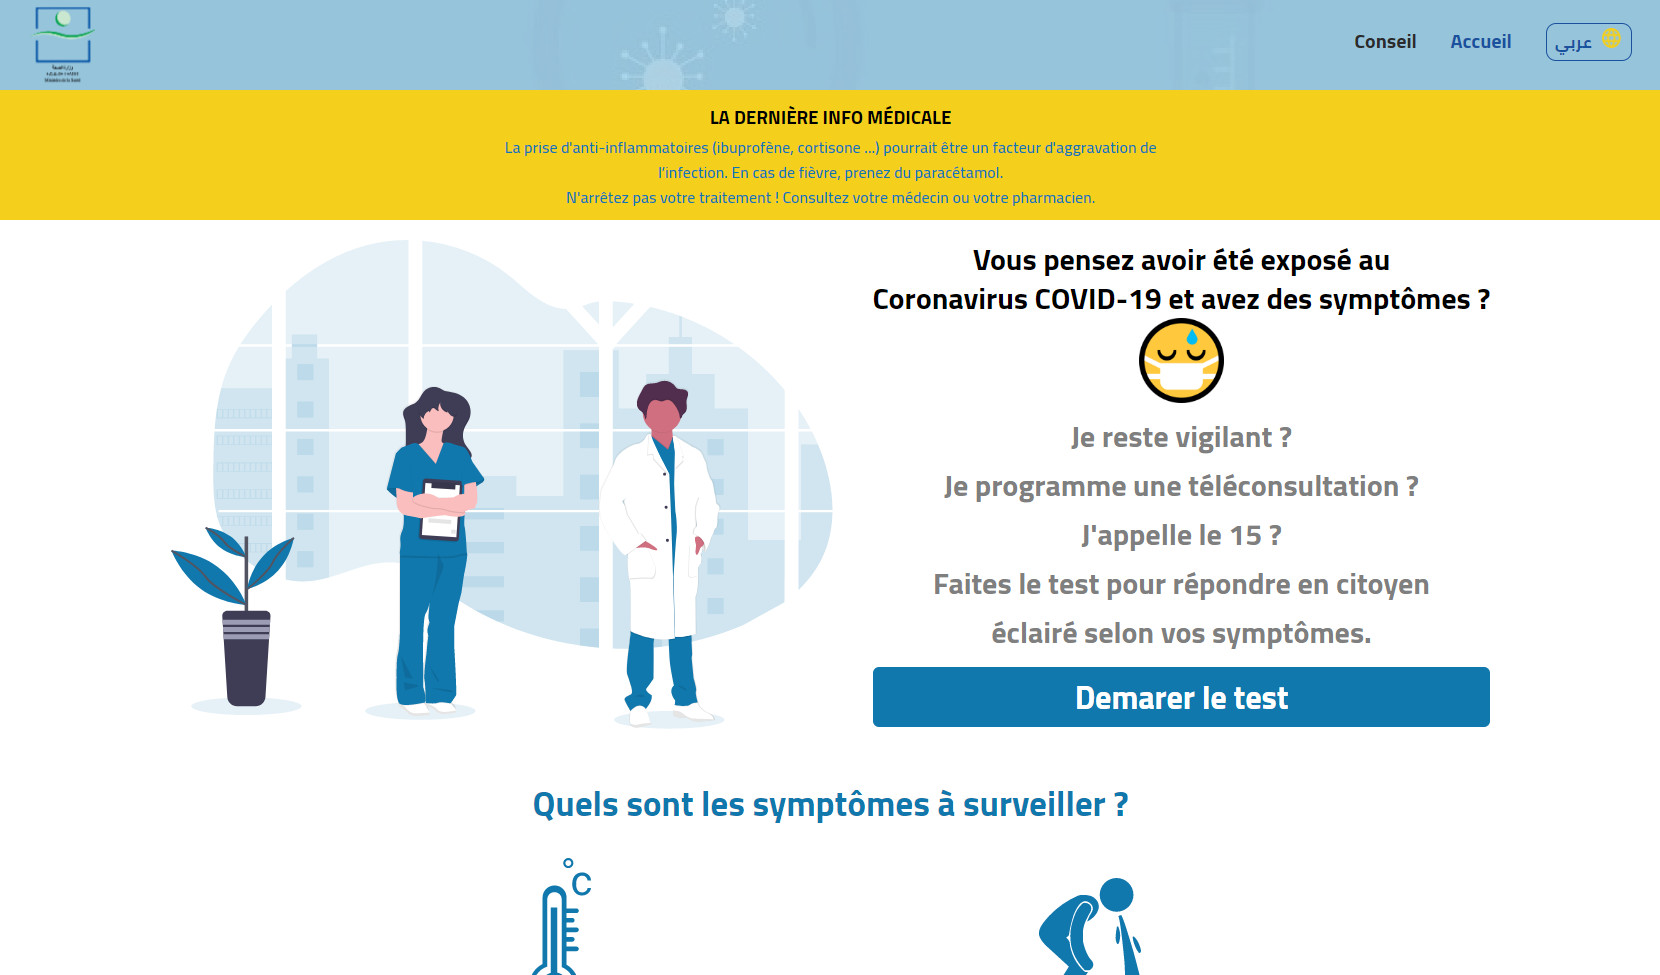 Conseil
Accueil
عربي
LA DERNIÈRE INFO MÉDICALE
La prise d'anti-inflammatoires (ibuprofène, cortisone ...) pourrait être un facteur d'aggravation de
l'infection. En cas de fièvre, prenez du paracétamol.
N'arrêtez pas votre traitement ! Consultez votre médecin ou votre pharmacien.
Vous pensez avoir été exposé au
Coronavirus COVID-19 et avez des symptômes ?
Je reste vigilant ?
Je programme une téléconsultation ?
J'appelle le 15 ?
Faites le test pour répondre en citoyen
éclairé selon vos symptômes.
Demarer le test
Quels sont les symptômes à surveiller ?
°C